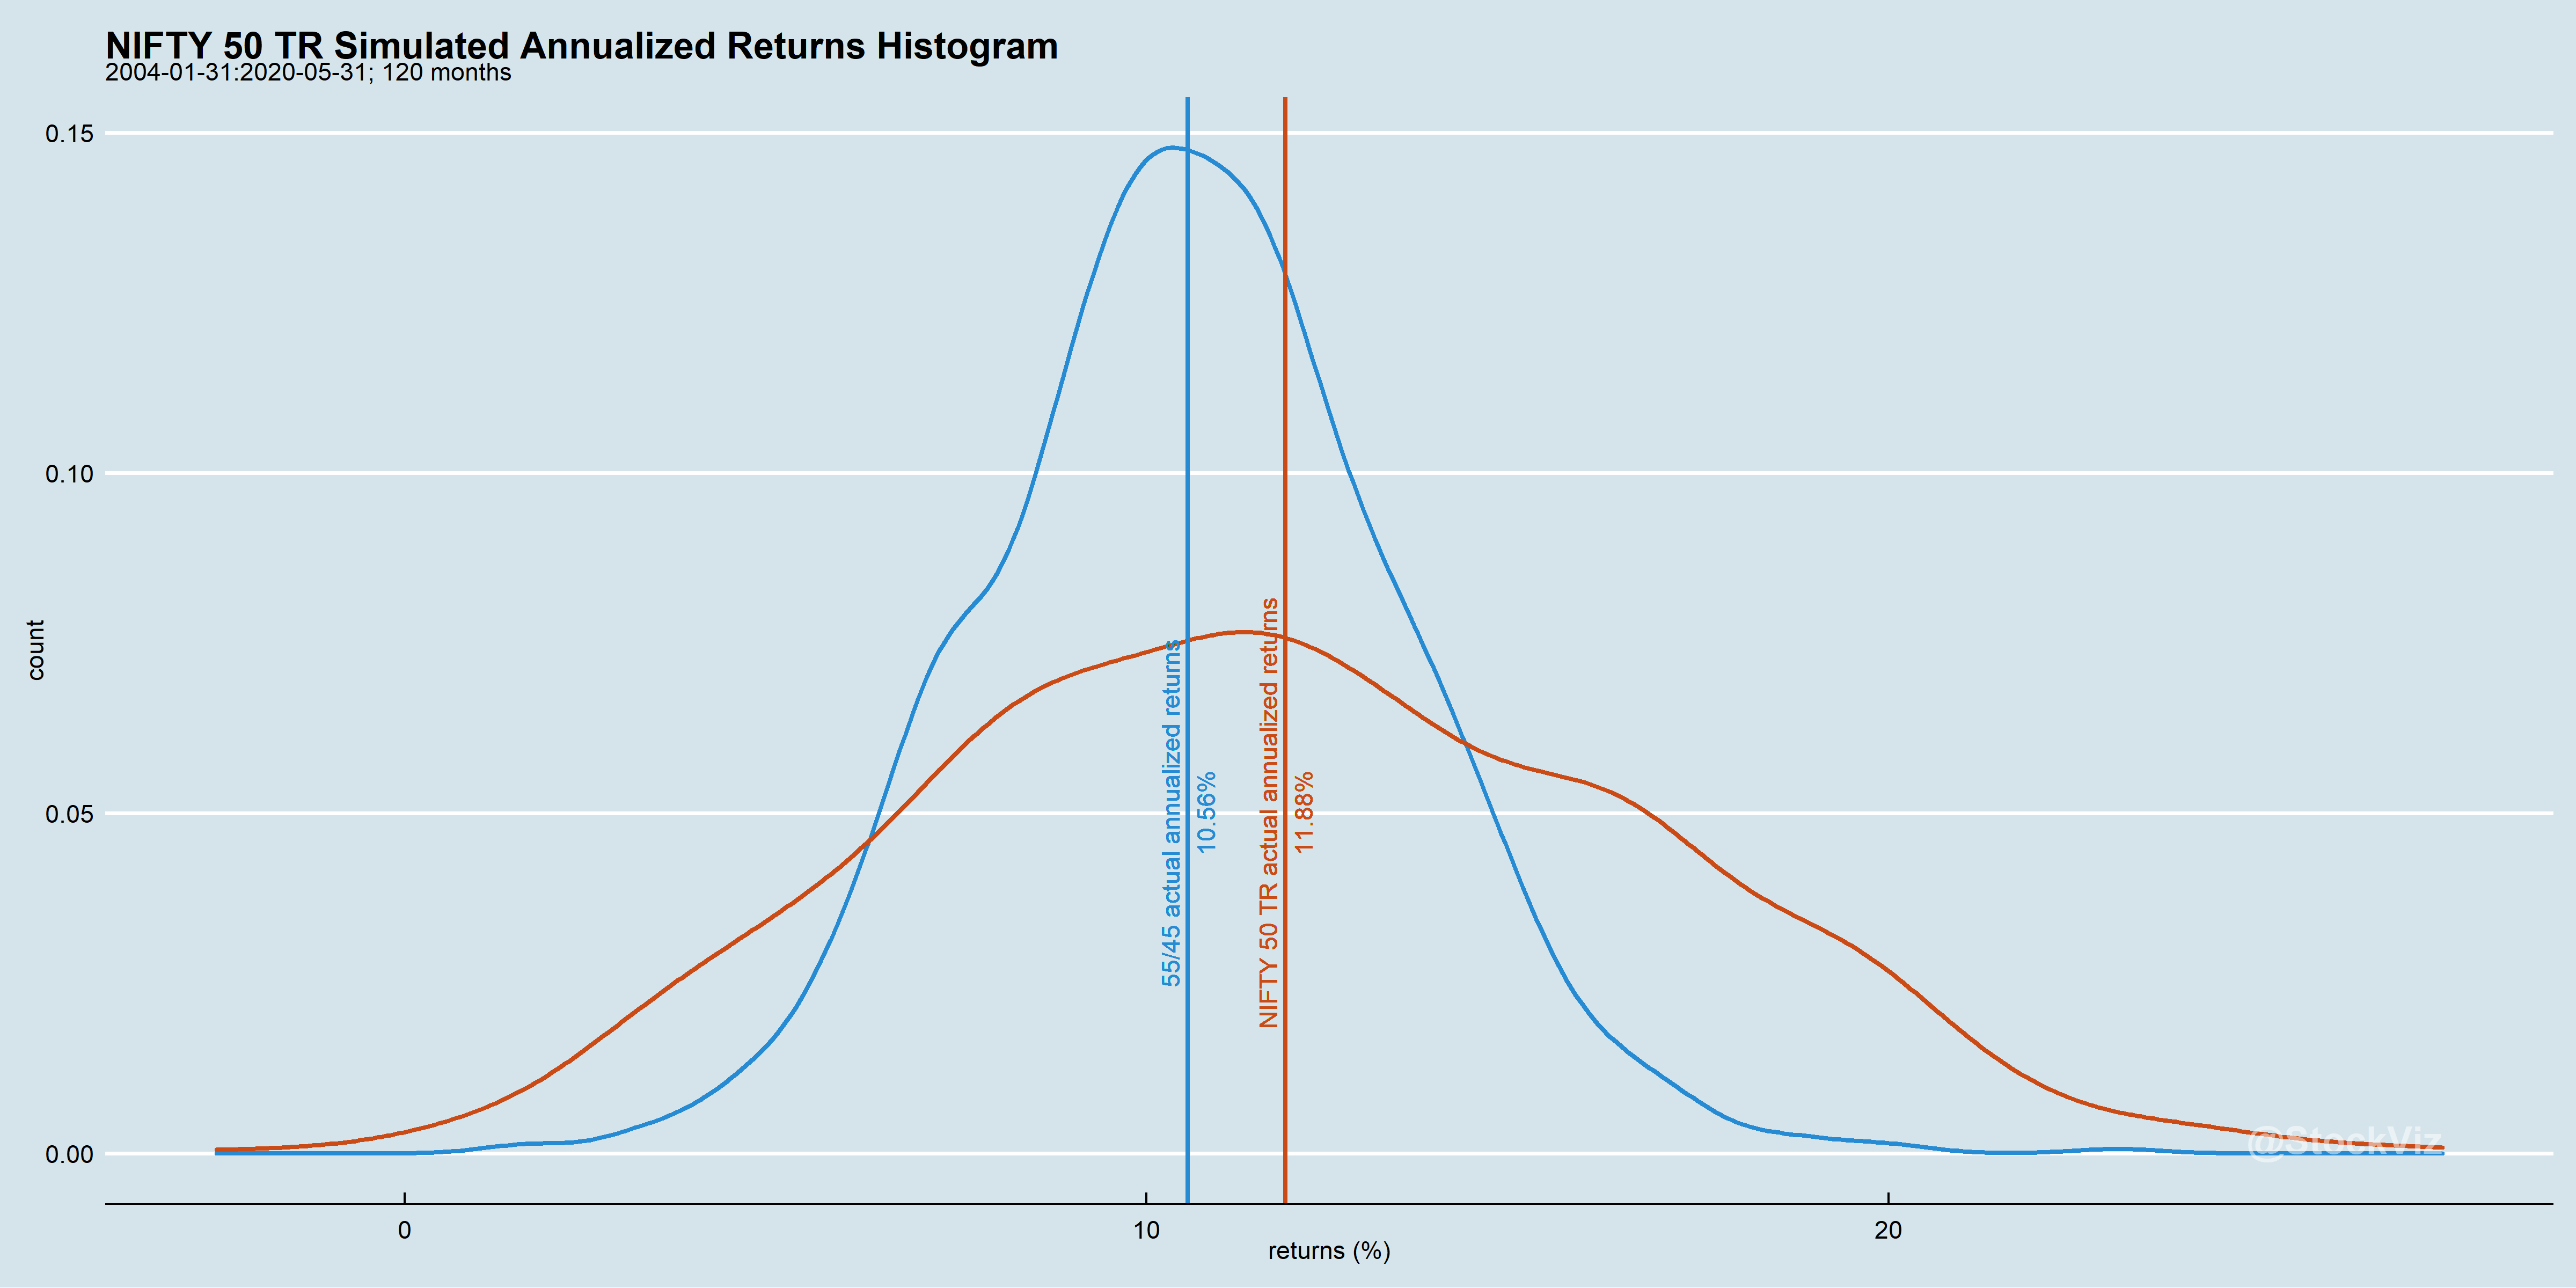 NIFTY 50 TR Simulated Annualized Returns Histogram
2004-01-31:2020-05-31; 120 months
0.15
0.10
0.05
0.00
count
55/45 actual annualized returns
10.56%
NIFTY 50 TR actual annualized returns
11.88%
@StockViz
0
10
20
returns (%)